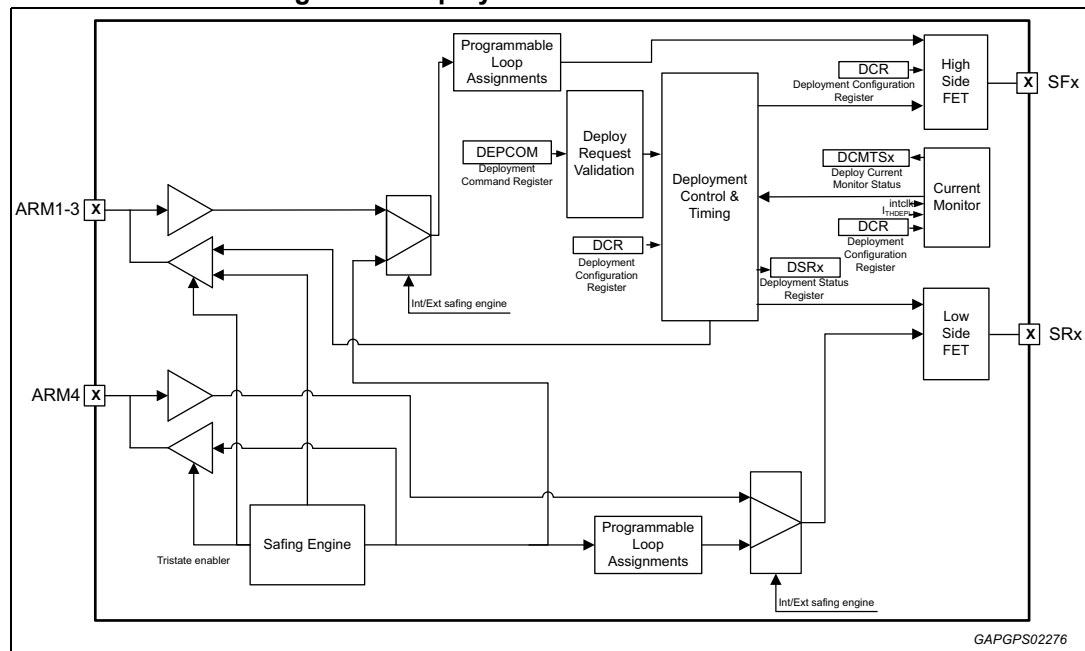 Programmable
Loop
Assignments
DCR
Deployment Configuration
Register
High
Side
FET
X
SFx
DEPCOM
Deployment
Command Register
Deploy
Request
Validation
Deployment
Control &
Timing
DCMTSx
Deploy Current
Monitor Status
intclk
ITHDEPL
Current
Monitor
DCR
Deployment
Configuration
Register
ARM1-3
X
DCR
Deployment
Configuration
Register
DSRx
Deployment Status
Register
Int/Ext safing engine
Low
Side
FET
X
SRx
ARM4
X
Tristate enabler
Safing Engine
Programmable
Loop
Assignments
Int/Ext safing engine
GAPGPS02276